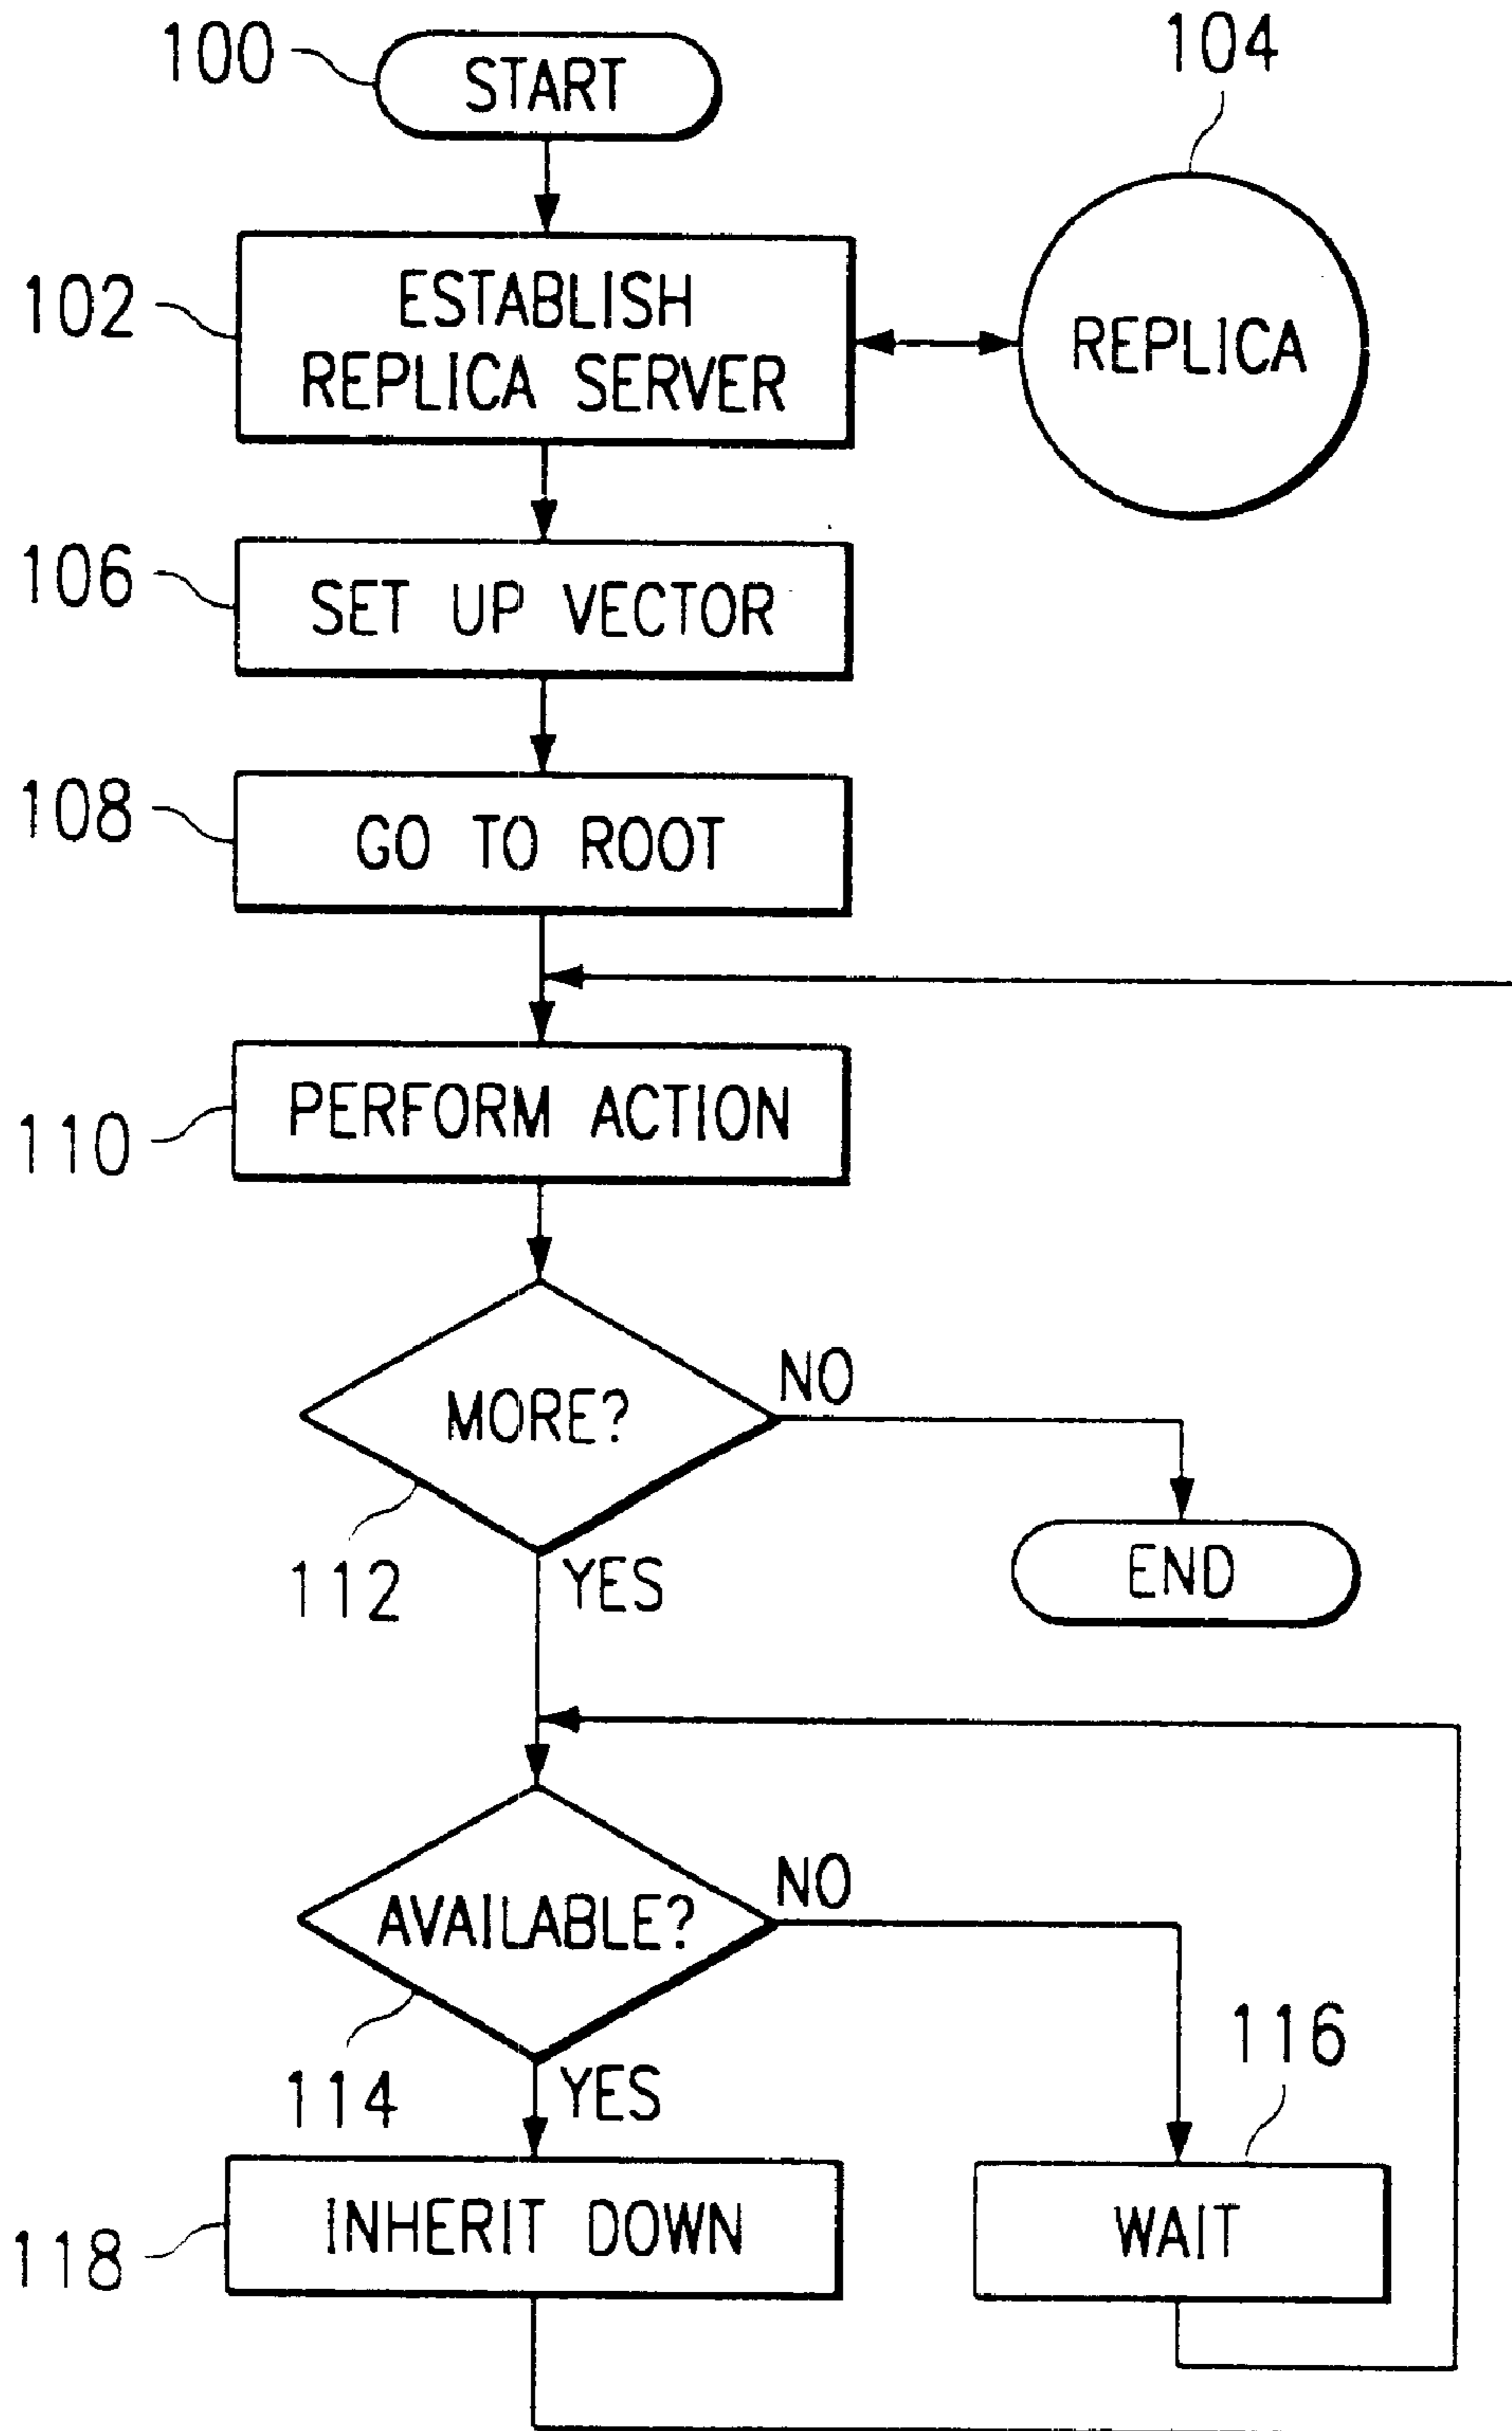 100
START
104
102
ESTABLISH
REPLICA SERVER
REPLICA
106
SET UP VECTOR
108
GO TO ROOT
110
PERFORM ACTION
MORE?
NO
112
YES
END
AVAILABLE?
NO
114
YES
116
118
INHERIT DOWN
WAIT